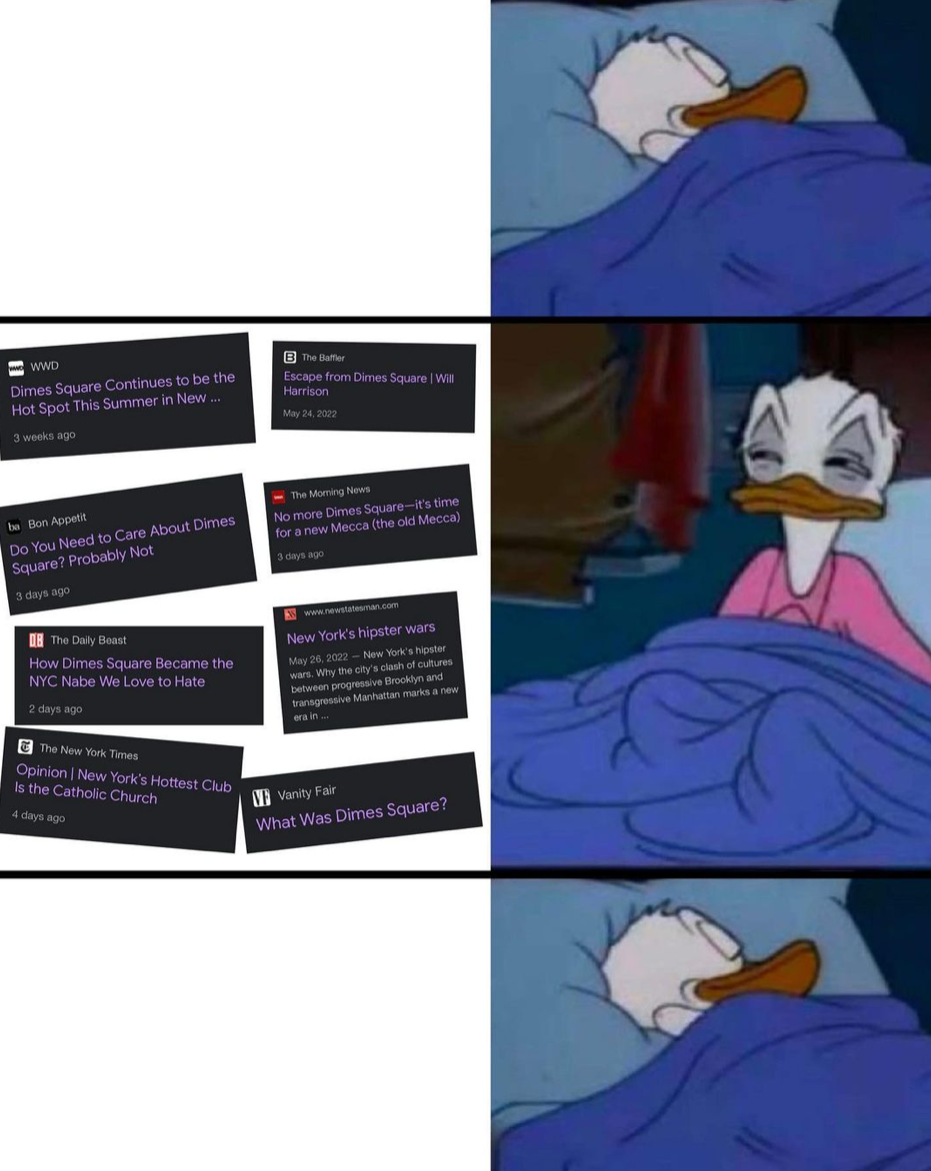 WWD
Dimes Square Continues to be the
Hot Spot This Summer in New ...
3 weeks ago
The Baffler
Escape from Dimes Square | Will
Harrison
May 24, 2022
Bon Appetit
Do You Need to Care About Dimes
Square? Probably Not
3 days ago
The Morning News
No more Dimes Square—it's time
for a new Mecca (the old Mecca)
3 days ago
The Daily Beast
How Dimes Square Became the
NYC Nabe We Love to Hate
2 days ago
www.newstatesman.com
New York's hipster wars
May 26, 2022 — New York's hipster
wars. Why the city's clash of cultures
between progressive Brooklyn and
transgressive Manhattan marks a new
era in ...
The New York Times
Opinion | New York's Hottest Club
Is the Catholic Church
4 days ago
Vanity Fair
What Was Dimes Square?